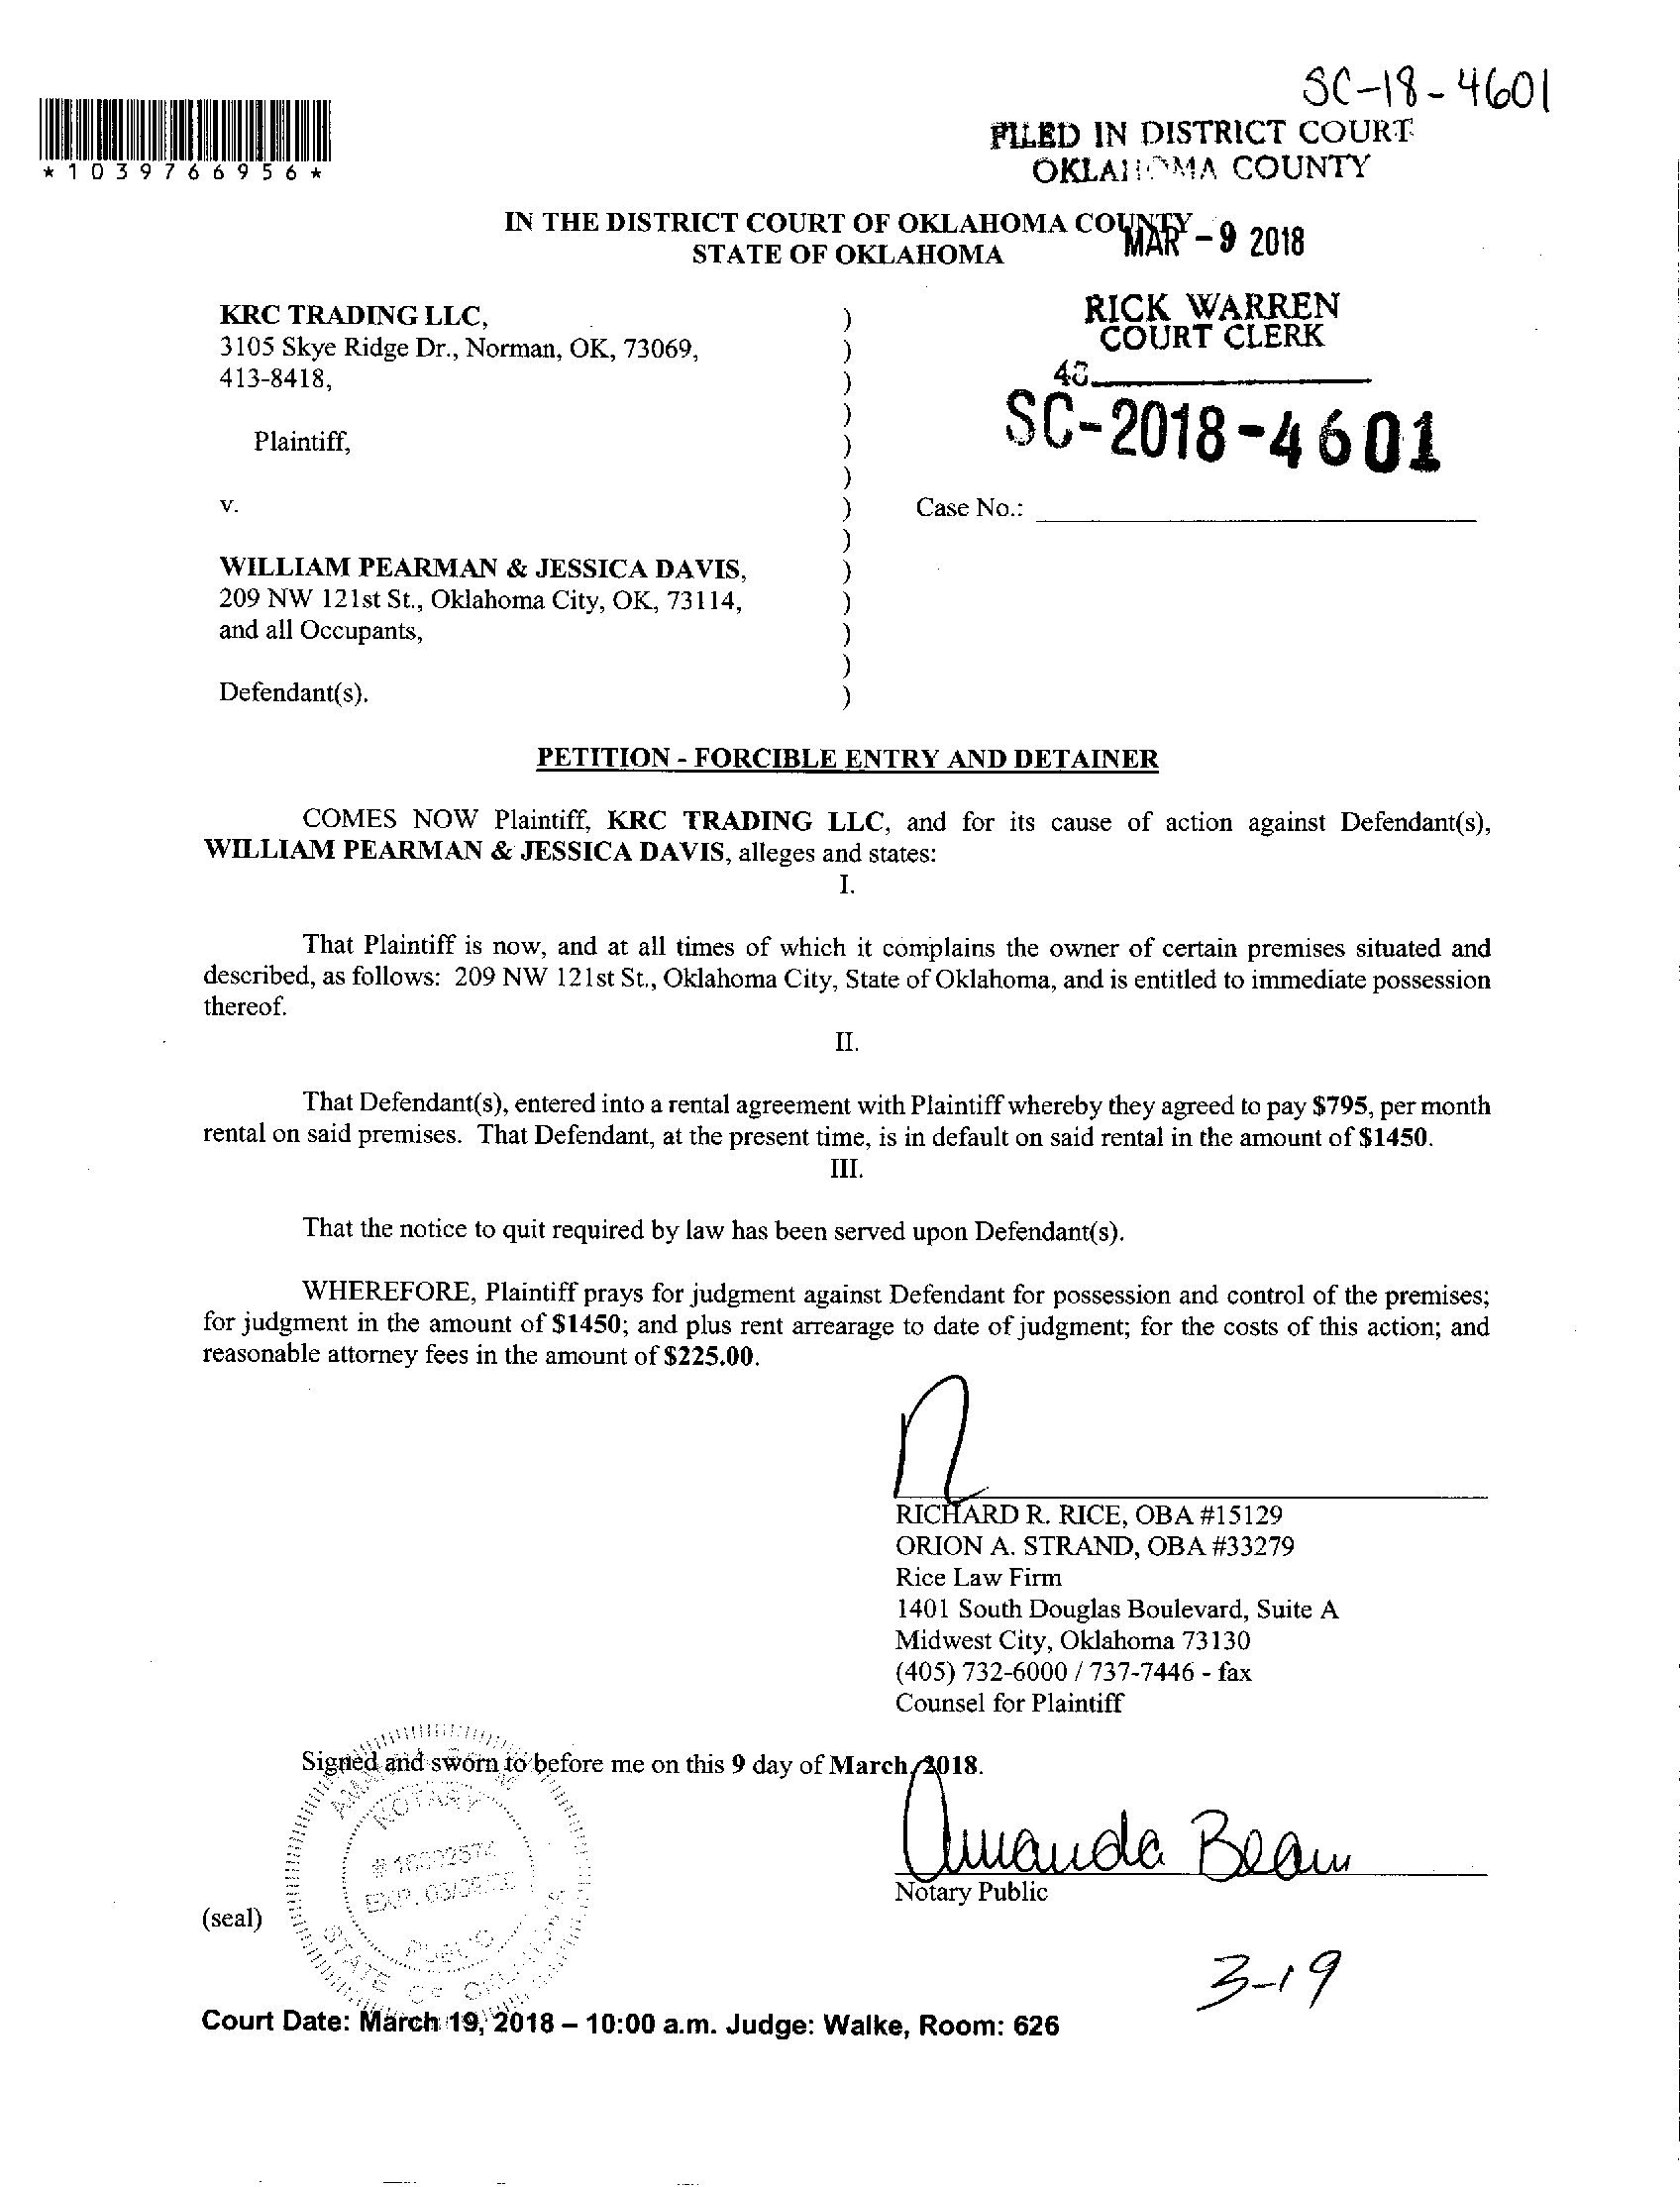 SC-18-4601
FILED IN DISTRICT COURT
OKLAHOMA COUNTY
*1039766956*
IN THE DISTRICT COURT OF OKLAHOMA COUNTY
STATE OF OKLAHOMA
MAR - 9 2018
RICK WARREN
COURT CLERK
SC-2018-4601
KRC TRADING LLC, )
3105 Skye Ridge Dr., Norman, OK, 73069, )
413-8418, )
)
Plaintiff, )
)
v. ) Case No.:
)
WILLIAM PEARMAN & JESSICA DAVIS, )
209 NW 121st St., Oklahoma City, OK, 73114, )
and all Occupants, )
)
Defendant(s). )
PETITION - FORCIBLE ENTRY AND DETAINER
COMES NOW Plaintiff, KRC TRADING LLC, and for its cause of action against Defendant(s),
WILLIAM PEARMAN & JESSICA DAVIS, alleges and states:
I.
That Plaintiff is now, and at all times of which it complains the owner of certain premises situated and
described, as follows: 209 NW 121st St., Oklahoma City, State of Oklahoma, and is entitled to immediate possession
thereof.
II.
That Defendant(s), entered into a rental agreement with Plaintiff whereby they agreed to pay $795, per month
rental on said premises. That Defendant, at the present time, is in default on said rental in the amount of $1450.
III.
That the notice to quit required by law has been served upon Defendant(s).
WHEREFORE, Plaintiff prays for judgment against Defendant for possession and control of the premises;
for judgment in the amount of $1450; and plus rent arrearage to date of judgment; for the costs of this action; and
reasonable attorney fees in the amount of $225.00.
RICHARD R. RICE, OBA #15129
ORION A. STRAND, OBA #33279
Rice Law Firm
1401 South Douglas Boulevard, Suite A
Midwest City, Oklahoma 73130
(405) 732-6000 / 737-7446 - fax
Counsel for Plaintiff
Signed and sworn to before me on this 9 day of March, 2018.
Amanda Beam
Notary Public
NOTARY
PUBLIC
STATE OF OKLAHOMA
(seal)
3-19
Court Date: March 19, 2018 – 10:00 a.m. Judge: Walke, Room: 626